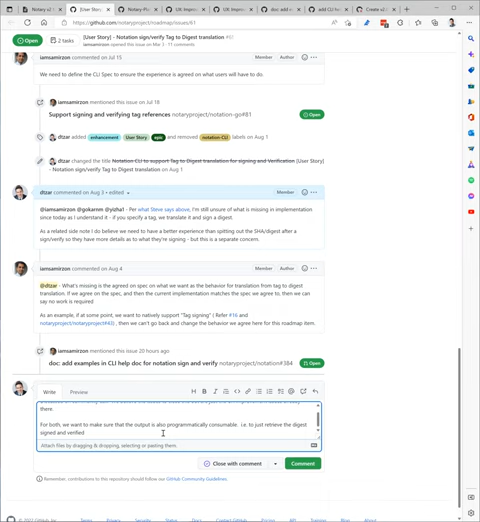 Notary v2
[User Story]
Notary-Pr
UX Improv
UX Improv
doc: add e
add CLI he
Create v2
https://github.com/notaryproject/roadmap/issues/61
Open
2 tasks
[User Story] - Notation sign/verify Tag to Digest translation #61
iamsamirzon opened this issue on Mar 3 · 11 comments
iamsamirzon commented on Jul 15
Member
Author
We need to define the CLI Spec to ensure the experience is agreed on what users will have to do.
iamsamirzon mentioned this issue on Jul 18
Support signing and verifying tag references notaryproject/notation-go#81
Open
dtzar added enhancement User Story epic and removed notation-CLI labels on Aug 1
dtzar changed the title Notation CLI to support Tag to Digest translation for signing and Verification [User Story]
- Notation sign/verify Tag to Digest translation on Aug 1
dtzar commented on Aug 3 • edited
Member
@iamsamirzon @gokarnm @yizha1 - Per what Steve says above, I'm still unsure of what is missing in implementation
since today as I understand it - if you specify a tag, we translate it and sign a digest.
As a related side note I do believe we need to have a better experience than spitting out the SHA/digest after a
sign/verify so they have more details as to what they're signing - but this is a separate concern.
iamsamirzon commented on Aug 4
Member
Author
@dtzar - What's missing is the agreed on spec on what we want as the behavior for translation from tag to digest
translation. If we agree on the spec, and then the current implementation matches the spec we agree to, then we can
say no work is required
As an example, if at some point, we want to natively support "Tag signing" ( Refer #16 and
notaryproject/notaryproject#42) , then we can't go back and change the behavior we agree here for this roadmap item.
iamsamirzon mentioned this issue 20 hours ago
doc: add examples in CLI help doc for notation sign and verify notaryproject/notation#384
Open
Write
Preview
there.
For both, we want to make sure that the output is also programmatically consumable i.e. to just retrieve the digest
signed and verified
Attach files by dragging & dropping, selecting or pasting them.
Close with comment
Comment
Remember, contributions to this repository should follow our GitHub Community Guidelines.
© 2022 GitHub, Inc.
Terms
Privacy
Security
Status
Docs
Contact GitHub
Pricing
API
Training
Blog
About